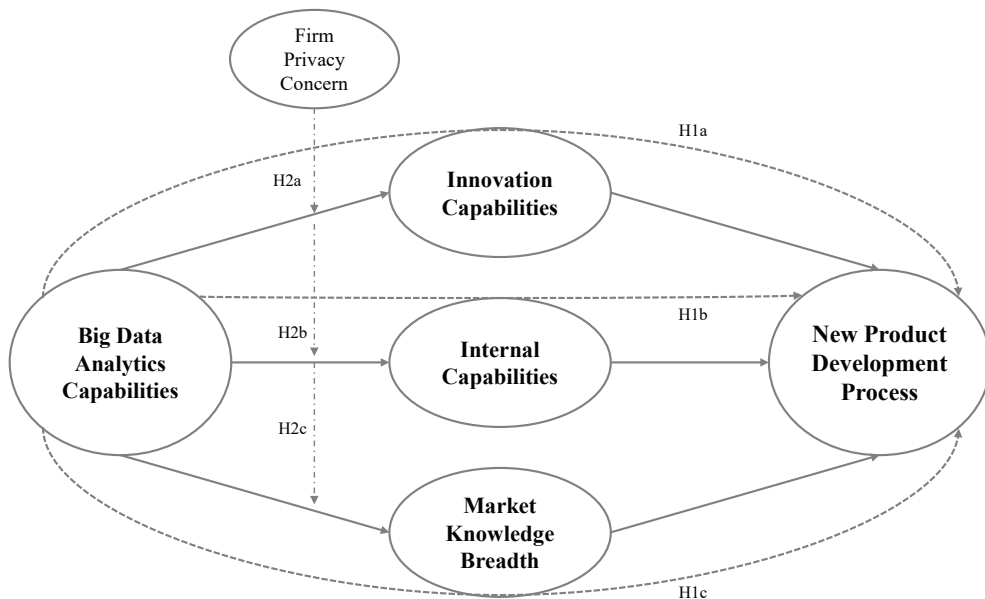 Firm
Privacy
Concern
H1a
H2a
Innovation
Capabilities
Big Data
Analytics
Capabilities
H2b
H1b
Internal
Capabilities
New Product
Development
Process
H2c
Market
Knowledge
Breadth
H1c